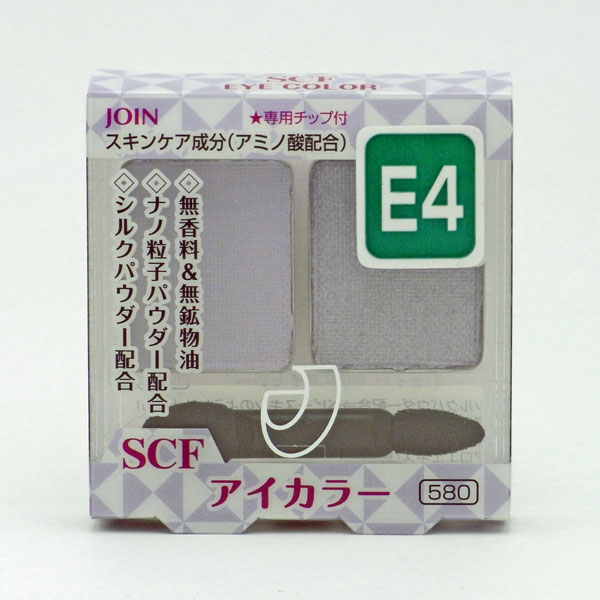 SCF
EYE COLOR
JOIN
★専用チップ付
スキンケア成分(アミノ酸配合)
E4
◈無香料&無鉱物油
◈ナノ粒子パウダー配合
◈シルクパウダー配合
SCF
アイカラー
580